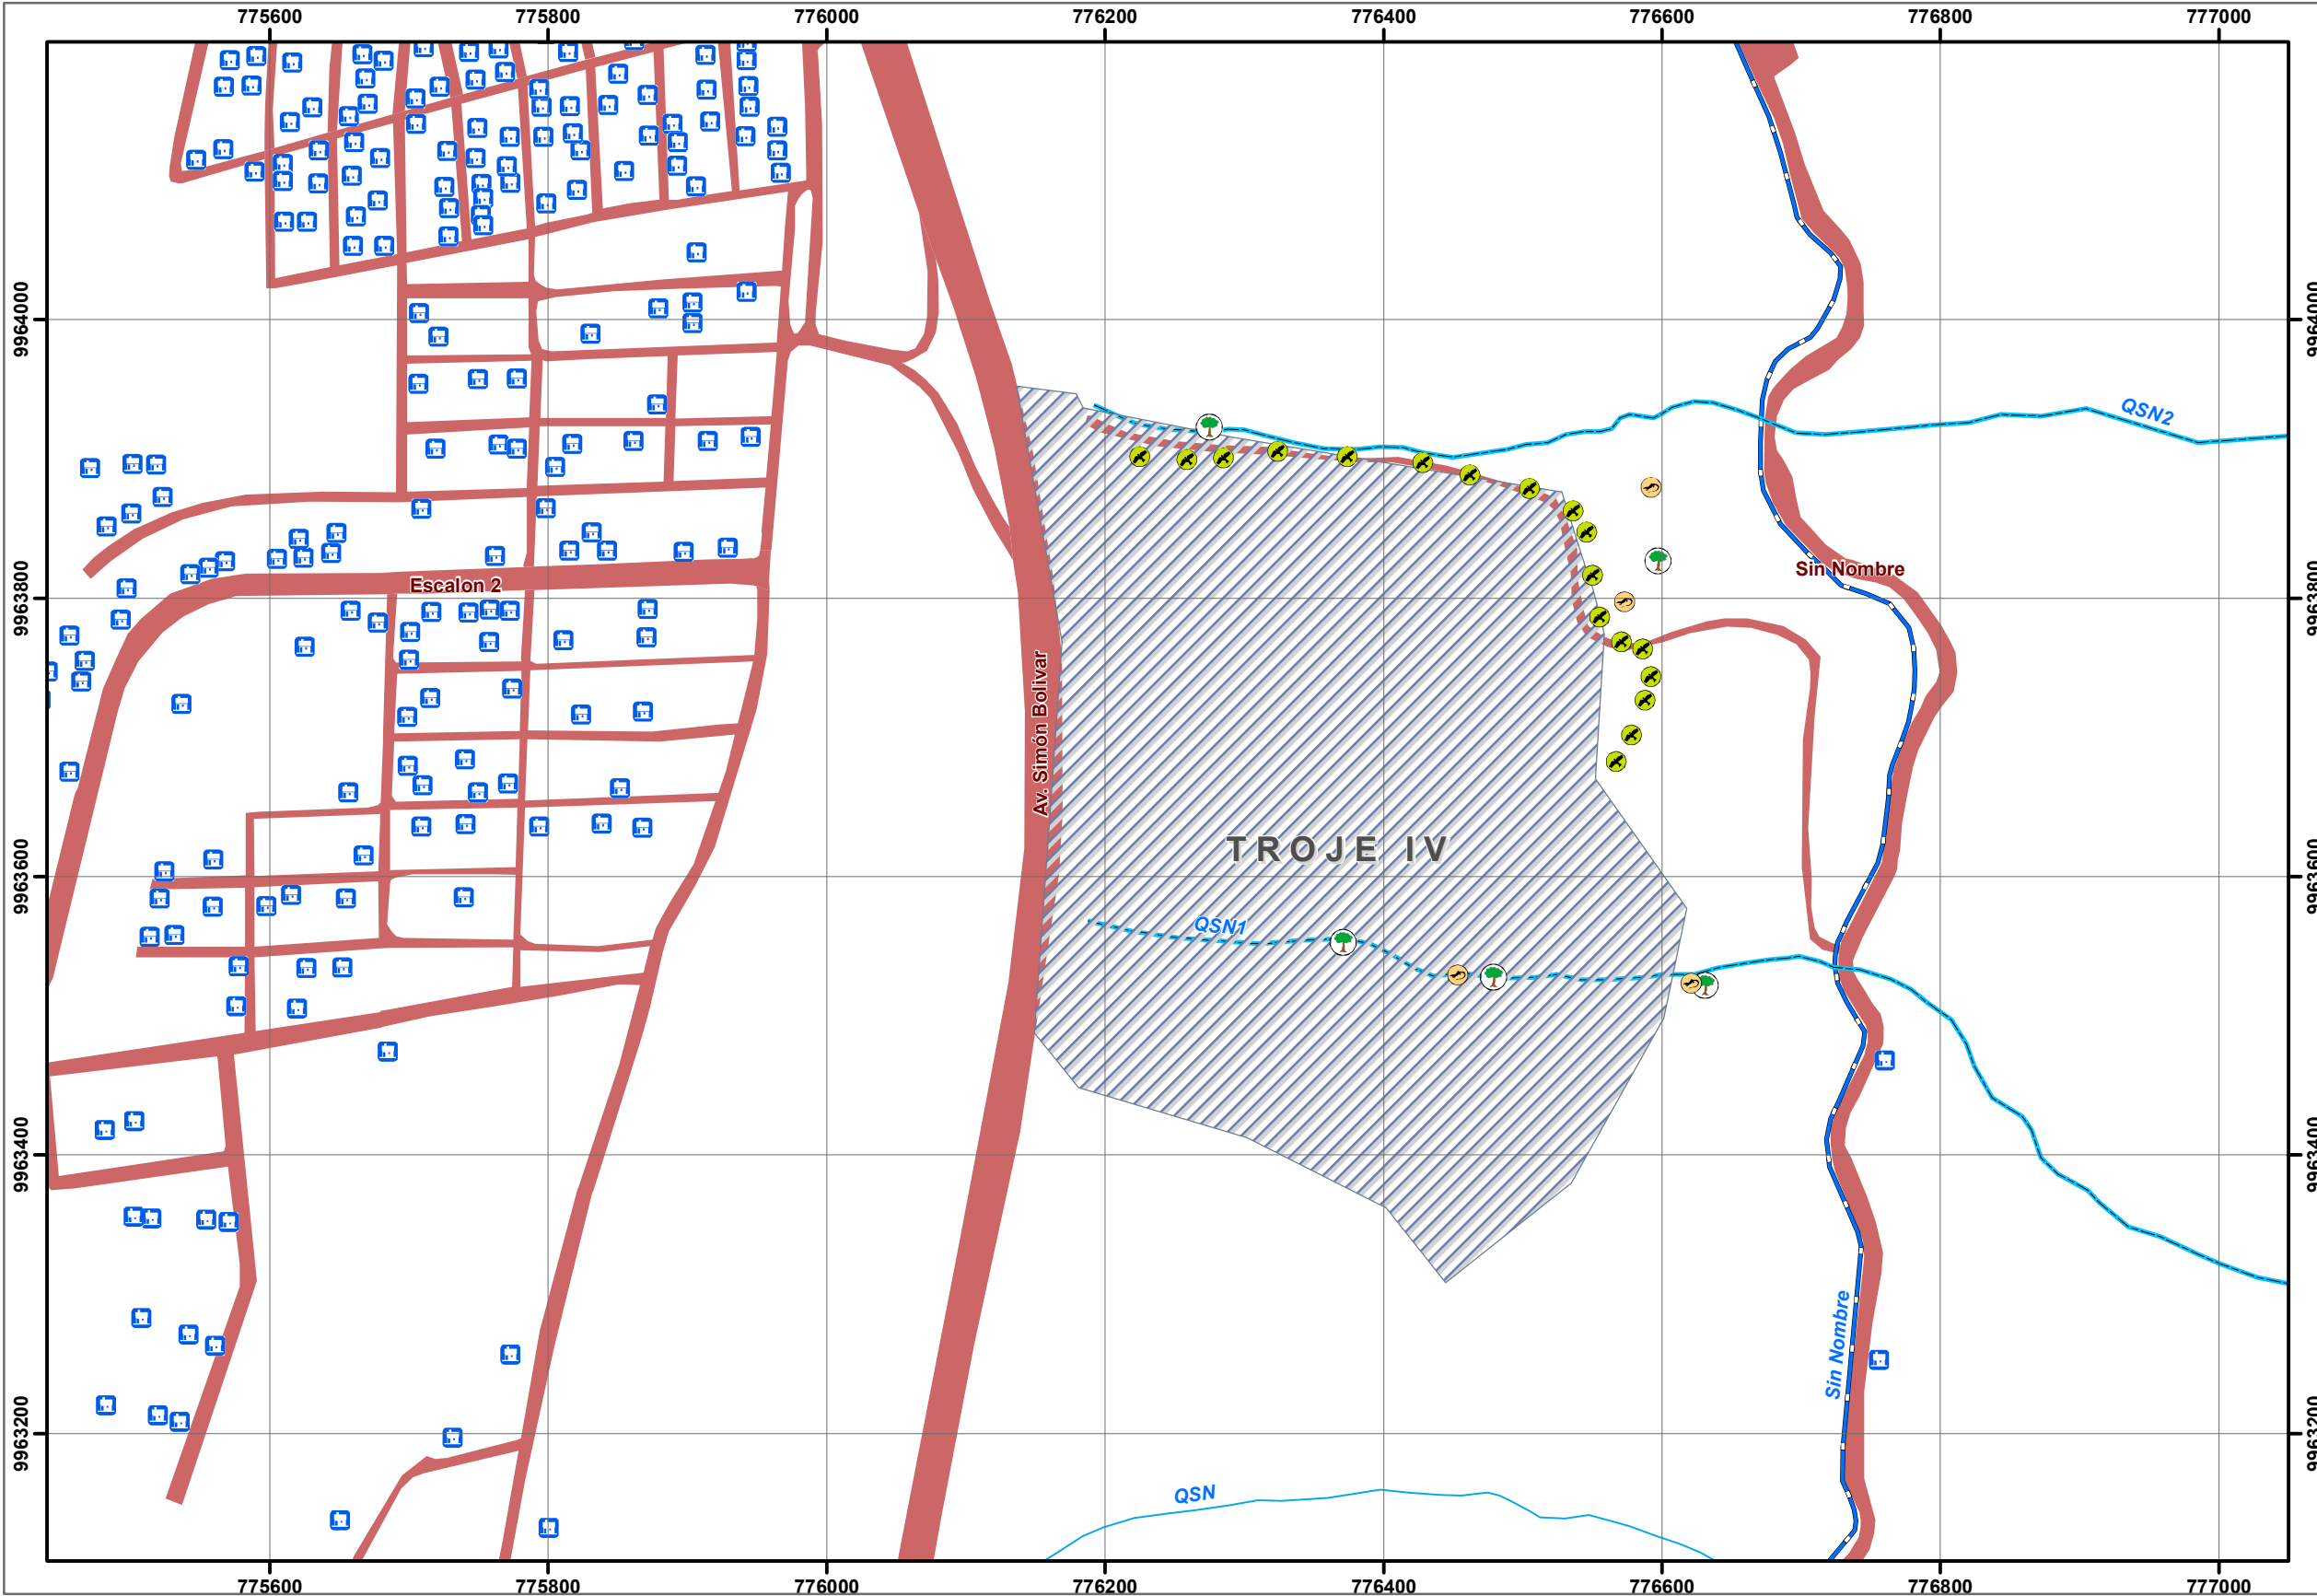 775600 775800 776000 776200 776400 776600 776800 777000
9964000 9964000
QSN2
Sin Nombre
Escalon 2
9963800 9963800
Av. Simón Bolivar
TROJE IV
9963600 9963600
QSN1
9963400 9963400
Sin Nombre
9963200 9963200
QSN
775600 775800 776000 776200 776400 776600 776800 777000